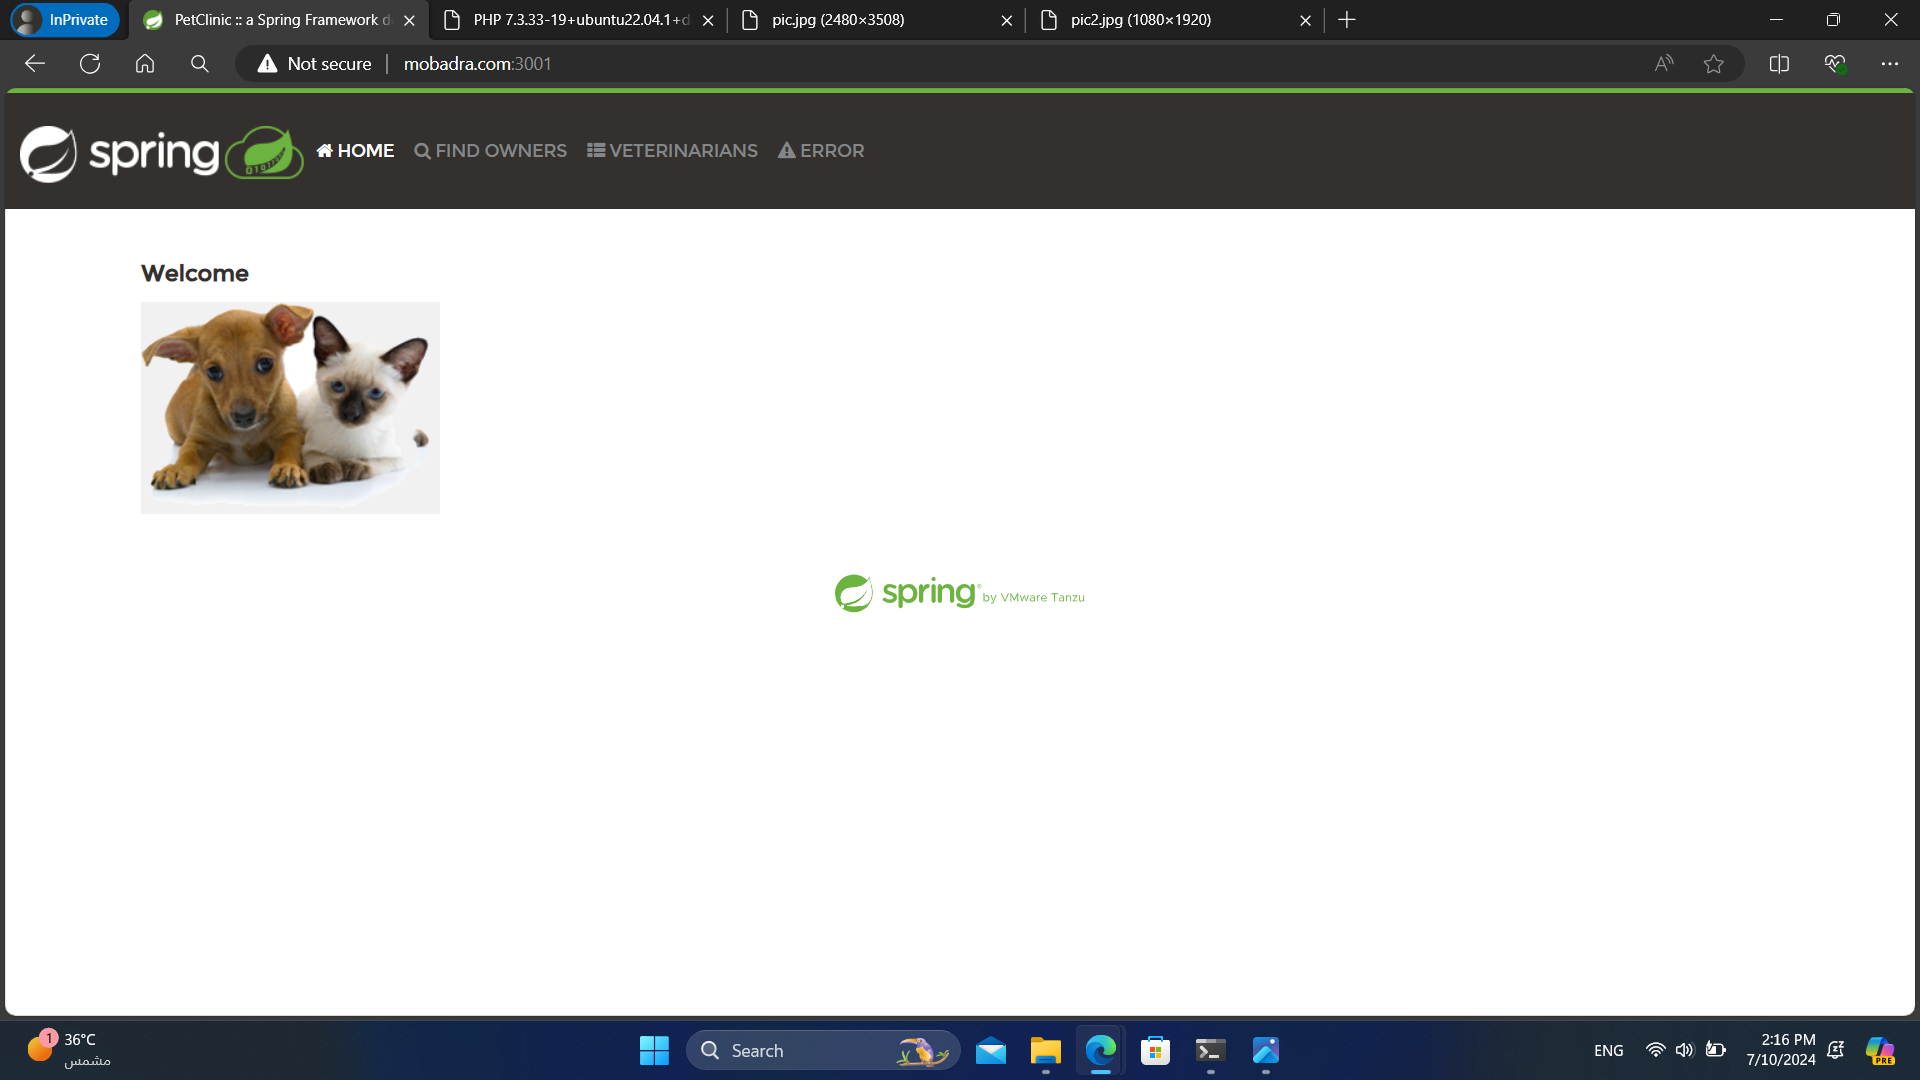 InPrivate
PetClinic :: a Spring Framework d
PHP 7.3.33-19+ubuntu22.04.1+d
pic.jpg (2480×3508)
pic2.jpg (1080×1920)
Not secure
mobadra.com:3001
spring
HOME
FIND OWNERS
VETERINARIANS
ERROR
Welcome
spring by VMware Tanzu
1
36°C
مشمس
Search
ENG
2:16 PM
7/10/2024
PRE